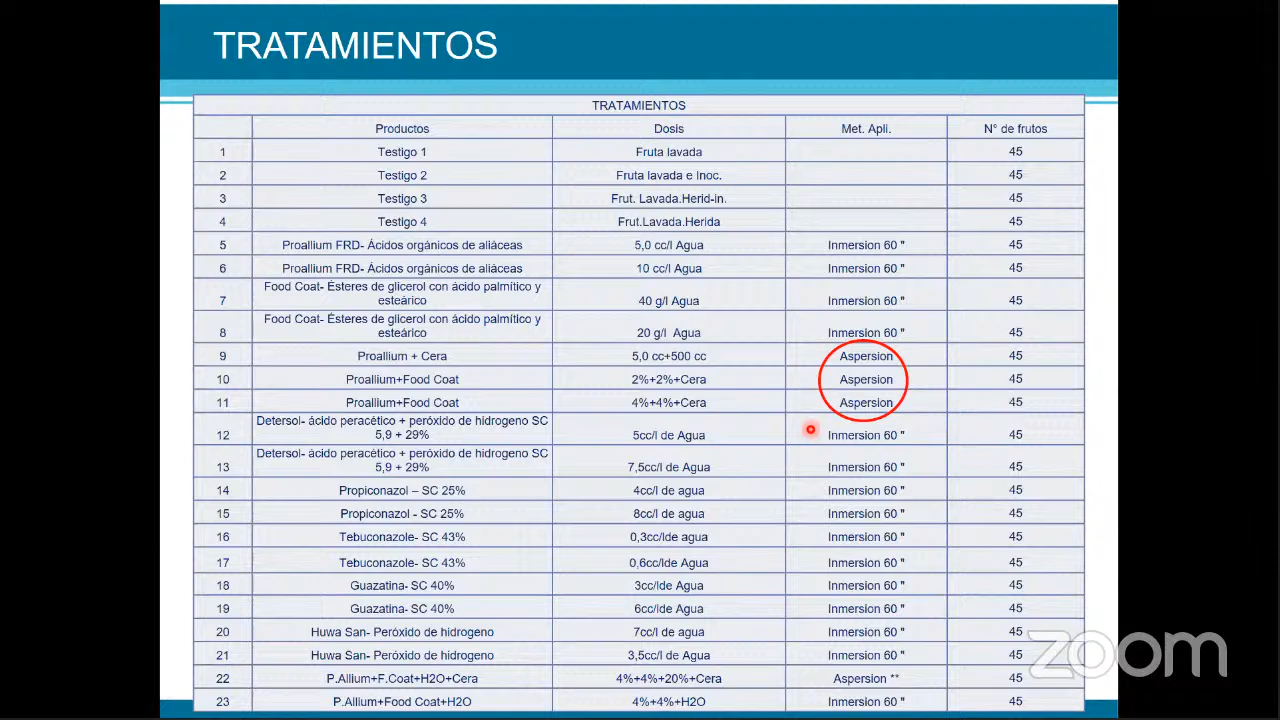 TRATAMIENTOS
TRATAMIENTOS
Productos Dosis Met. Apli. N° de frutos
1 Testigo 1 Fruta lavada 45
2 Testigo 2 Fruta lavada e Inoc. 45
3 Testigo 3 Frut. Lavada.Herid-in. 45
4 Testigo 4 Frut.Lavada.Herida 45
5 Proallium FRD- Ácidos orgánicos de aliáceas 5,0 cc/l Agua Inmersion 60 " 45
6 Proallium FRD- Ácidos orgánicos de aliáceas 10 cc/l Agua Inmersion 60 " 45
Food Coat- Ésteres de glicerol con ácido palmítico y
7 esteárico 40 g/l Agua Inmersion 60 " 45
Food Coat- Ésteres de glicerol con ácido palmítico y
8 esteárico 20 g/l Agua Inmersion 60 " 45
9 Proallium + Cera 5,0 cc+500 cc Aspersion 45
10 Proallium+Food Coat 2%+2%+Cera Aspersion 45
11 Proallium+Food Coat 4%+4%+Cera Aspersion 45
Detersol- ácido peracético + peróxido de hidrogeno SC
12 5,9 + 29% 5cc/l de Agua Inmersion 60 " 45
Detersol- ácido peracético + peróxido de hidrogeno SC
13 5,9 + 29% 7,5cc/l de Agua Inmersion 60 " 45
14 Propiconazol – SC 25% 4cc/l de agua Inmersion 60 " 45
15 Propiconazol - SC 25% 8cc/l de agua Inmersion 60 " 45
16 Tebuconazole- SC 43% 0,3cc/lde agua Inmersion 60 " 45
17 Tebuconazole- SC 43% 0,6cc/lde Agua Inmersion 60 " 45
18 Guazatina- SC 40% 3cc/lde Agua Inmersion 60 " 45
19 Guazatina- SC 40% 6cc/lde Agua Inmersion 60 " 45
20 Huwa San- Peróxido de hidrogeno 7cc/l de agua Inmersion 60 " 45
21 Huwa San- Peróxido de hidrogeno 3,5cc/l de Agua Inmersion 60 " 45
22 P.Allium+F.Coat+H2O+Cera 4%+4%+20%+Cera Aspersion ** 45
23 P.Allium+Food Coat+H2O 4%+4%+H2O Inmersion 60 " 45
zoom